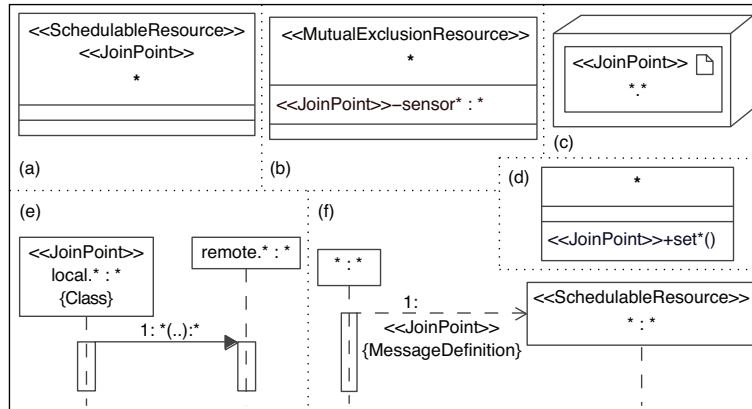 <<SchedulableResource>>
<<JoinPoint>>
*
(a)
<<MutualExclusionResource>>
*
<<JoinPoint>>−sensor* : *
(b)
<<JoinPoint>>
*.*
(c)
(d)
*
<<JoinPoint>>+set*()
(e)
<<JoinPoint>>
local.* : *
{Class}
remote.* : *
1: *(..):*
(f)
* : *
1:
<<JoinPoint>>
{MessageDefinition}
<<SchedulableResource>>
* : *